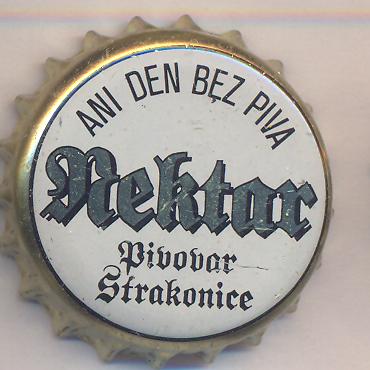 ANI DEN BEZ PIVA
Nektar
Pivovar
Strakonice